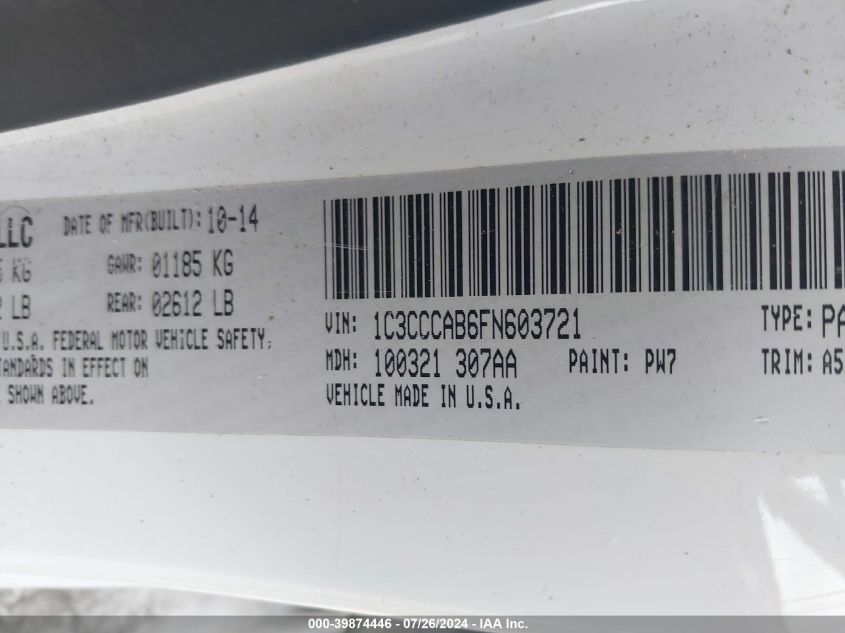 LLC DATE OF MFR(BUILT): 10-14
KG GAWR: 01185 KG
LB REAR: 02612 LB
U.S.A. FEDERAL MOTOR VEHICLE SAFETY
STANDARDS IN EFFECT ON
SHOWN ABOVE.
VIN: 1C3CCCAB6FN603721 TYPE: PA
MDH: 100321 307AA PAINT: PW7 TRIM: A5
VEHICLE MADE IN U.S.A.
000-39874446 - 07/26/2024 - IAA Inc.